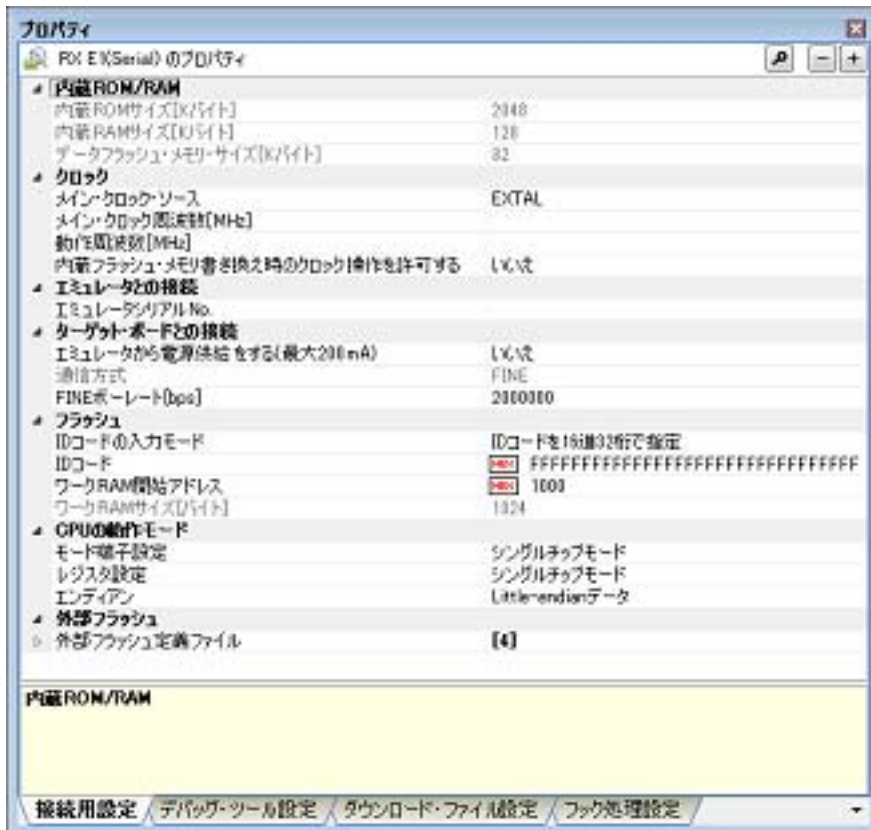 プロパティ
RX E1(Serial) のプロパティ
内蔵ROM/RAM
内蔵ROMサイズ[Kバイト] 2048
内蔵RAMサイズ[Kバイト] 128
データフラッシュ・メモリ・サイズ[Kバイト] 32
クロック
メイン・クロック・ソース EXTAL
メイン・クロック周波数[MHz]
動作周波数[MHz]
内蔵フラッシュ・メモリ書き換え時のクロック操作を許可する いいえ
エミュレータとの接続
エミュレータシリアルNo.
ターゲット・ボードとの接続
エミュレータから電源供給をする(最大200mA) いいえ
通信方式 FINE
FINEボーレート[bps] 2000000
フラッシュ
IDコードの入力モード IDコードを16進32桁で指定
IDコード HEX FFFFFFFFFFFFFFFFFFFFFFFFFFFFFFFF
ワークRAM開始アドレス HEX 1000
ワークRAMサイズ[バイト] 1024
CPUの動作モード
モード端子設定 シングルチップモード
レジスタ設定 シングルチップモード
エンディアン Little-endianデータ
外部フラッシュ
外部フラッシュ定義ファイル [4]
内蔵ROM/RAM
接続用設定 デバッグ・ツール設定 ダウンロード・ファイル設定 フック処理設定